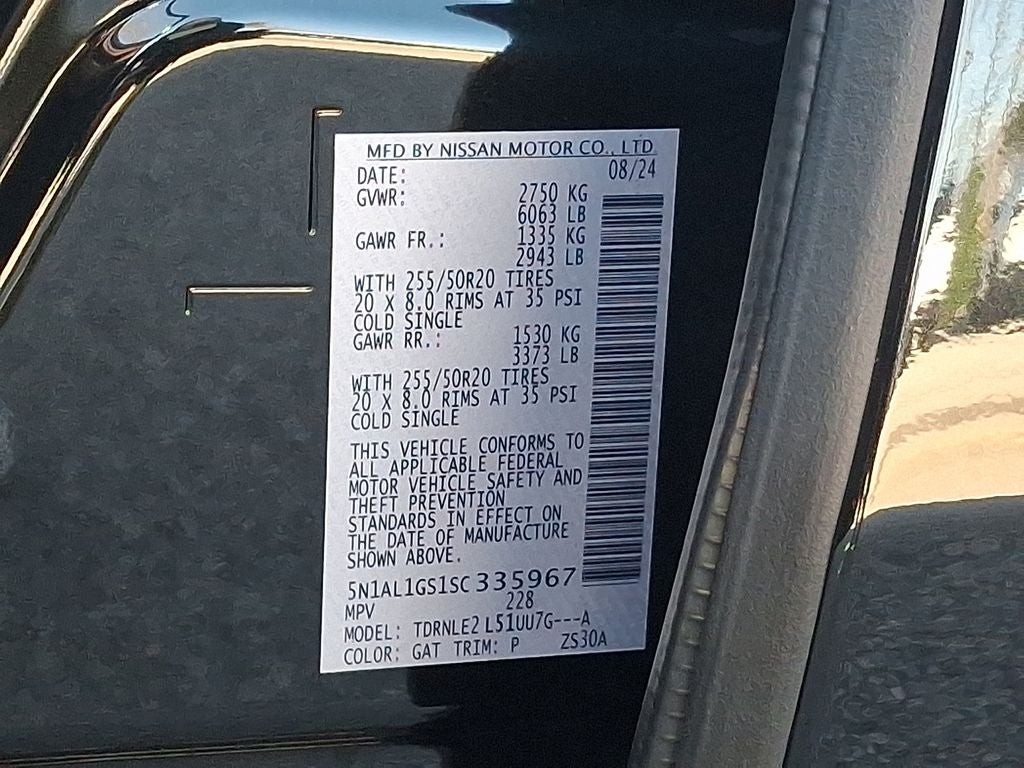 MFD BY NISSAN MOTOR CO., LTD
DATE: 08/24
GVWR: 2750 KG
6063 LB
GAWR FR.: 1335 KG
2943 LB
WITH 255/50R20 TIRES
20 X 8.0 RIMS AT 35 PSI
COLD SINGLE
GAWR RR.: 1530 KG
3373 LB
WITH 255/50R20 TIRES
20 X 8.0 RIMS AT 35 PSI
COLD SINGLE
THIS VEHICLE CONFORMS TO
ALL APPLICABLE FEDERAL
MOTOR VEHICLE SAFETY AND
THEFT PREVENTION
STANDARDS IN EFFECT ON
THE DATE OF MANUFACTURE
SHOWN ABOVE.
5N1AL1GS1SC335967
MPV 228
MODEL: TDRNLE2 L51UU7G---A
COLOR: GAT TRIM: P ZS30A